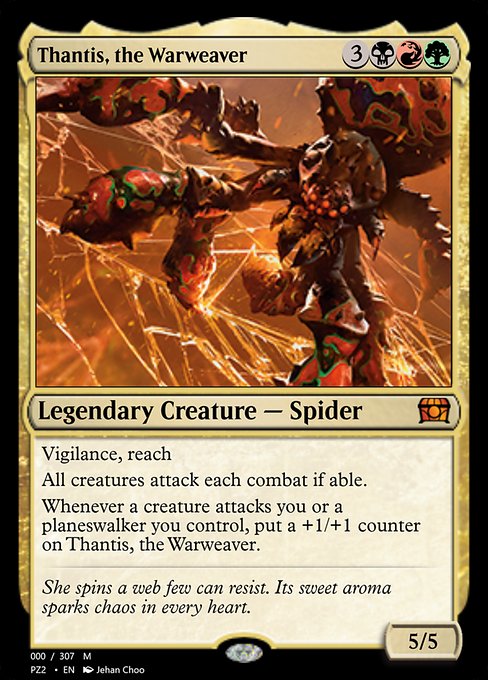 Thantis, the Warweaver 3
Legendary Creature — Spider
Vigilance, reach
All creatures attack each combat if able.
Whenever a creature attacks you or a
planeswalker you control, put a +1/+1 counter
on Thantis, the Warweaver.
She spins a web few can resist. Its sweet aroma
sparks chaos in every heart.
5/5
000 / 307 M
PZ2 • EN Jehan Choo